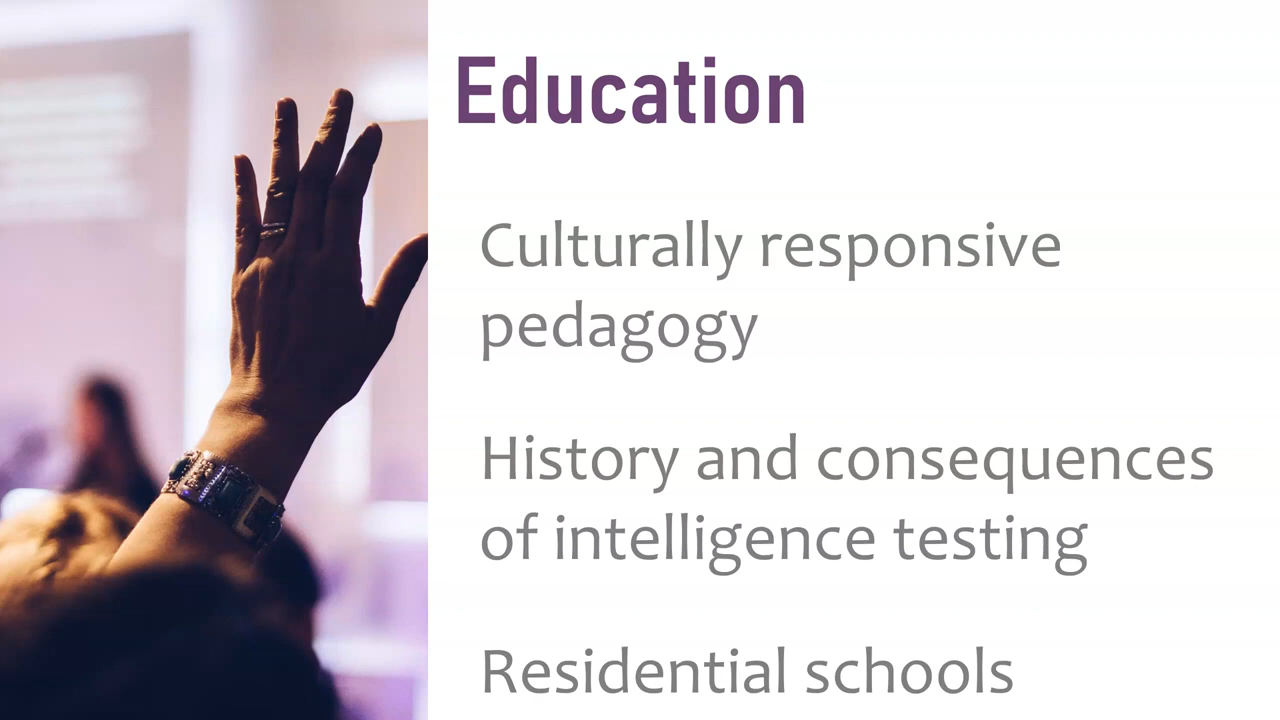 Education
Culturally responsive
pedagogy
History and consequences
of intelligence testing
Residential schools